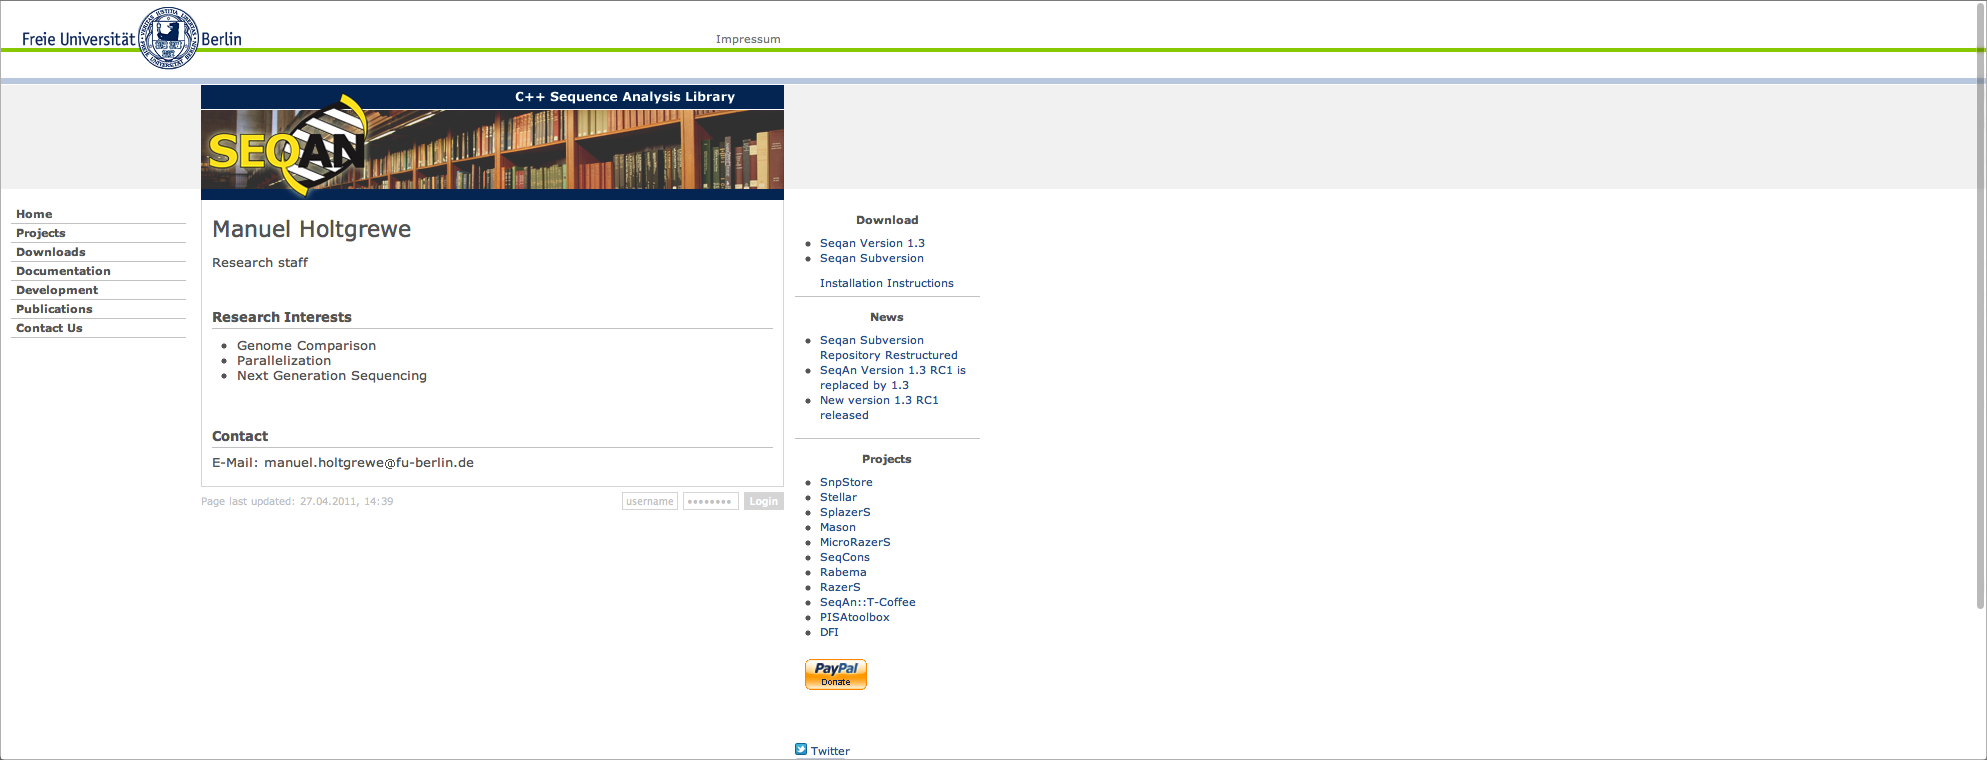 Freie Universität Berlin
Impressum
C++ Sequence Analysis Library
SEQAN
Home
Projects
Downloads
Documentation
Development
Publications
Contact Us
Manuel Holtgrewe
Research staff
Research Interests
Genome Comparison
Parallelization
Next Generation Sequencing
Contact
E-Mail: manuel.holtgrewe@fu-berlin.de
Page last updated: 27.04.2011, 14:39
username
••••••••
Login
Download
Seqan Version 1.3
Seqan Subversion
Installation Instructions
News
Seqan Subversion
Repository Restructured
SeqAn Version 1.3 RC1 is
replaced by 1.3
New version 1.3 RC1
released
Projects
SnpStore
Stellar
SplazerS
Mason
MicroRazerS
SeqCons
Rabema
RazerS
SeqAn::T-Coffee
PISAtoolbox
DFI
PayPal
Donate
Twitter